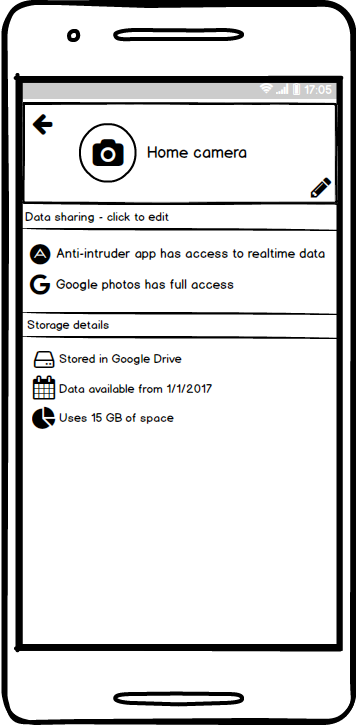 17:05
Home camera
Data sharing - click to edit
A Anti-intruder app has access to realtime data
G Google photos has full access
Storage details
Stored in Google Drive
Data available from 1/1/2017
Uses 15 GB of space